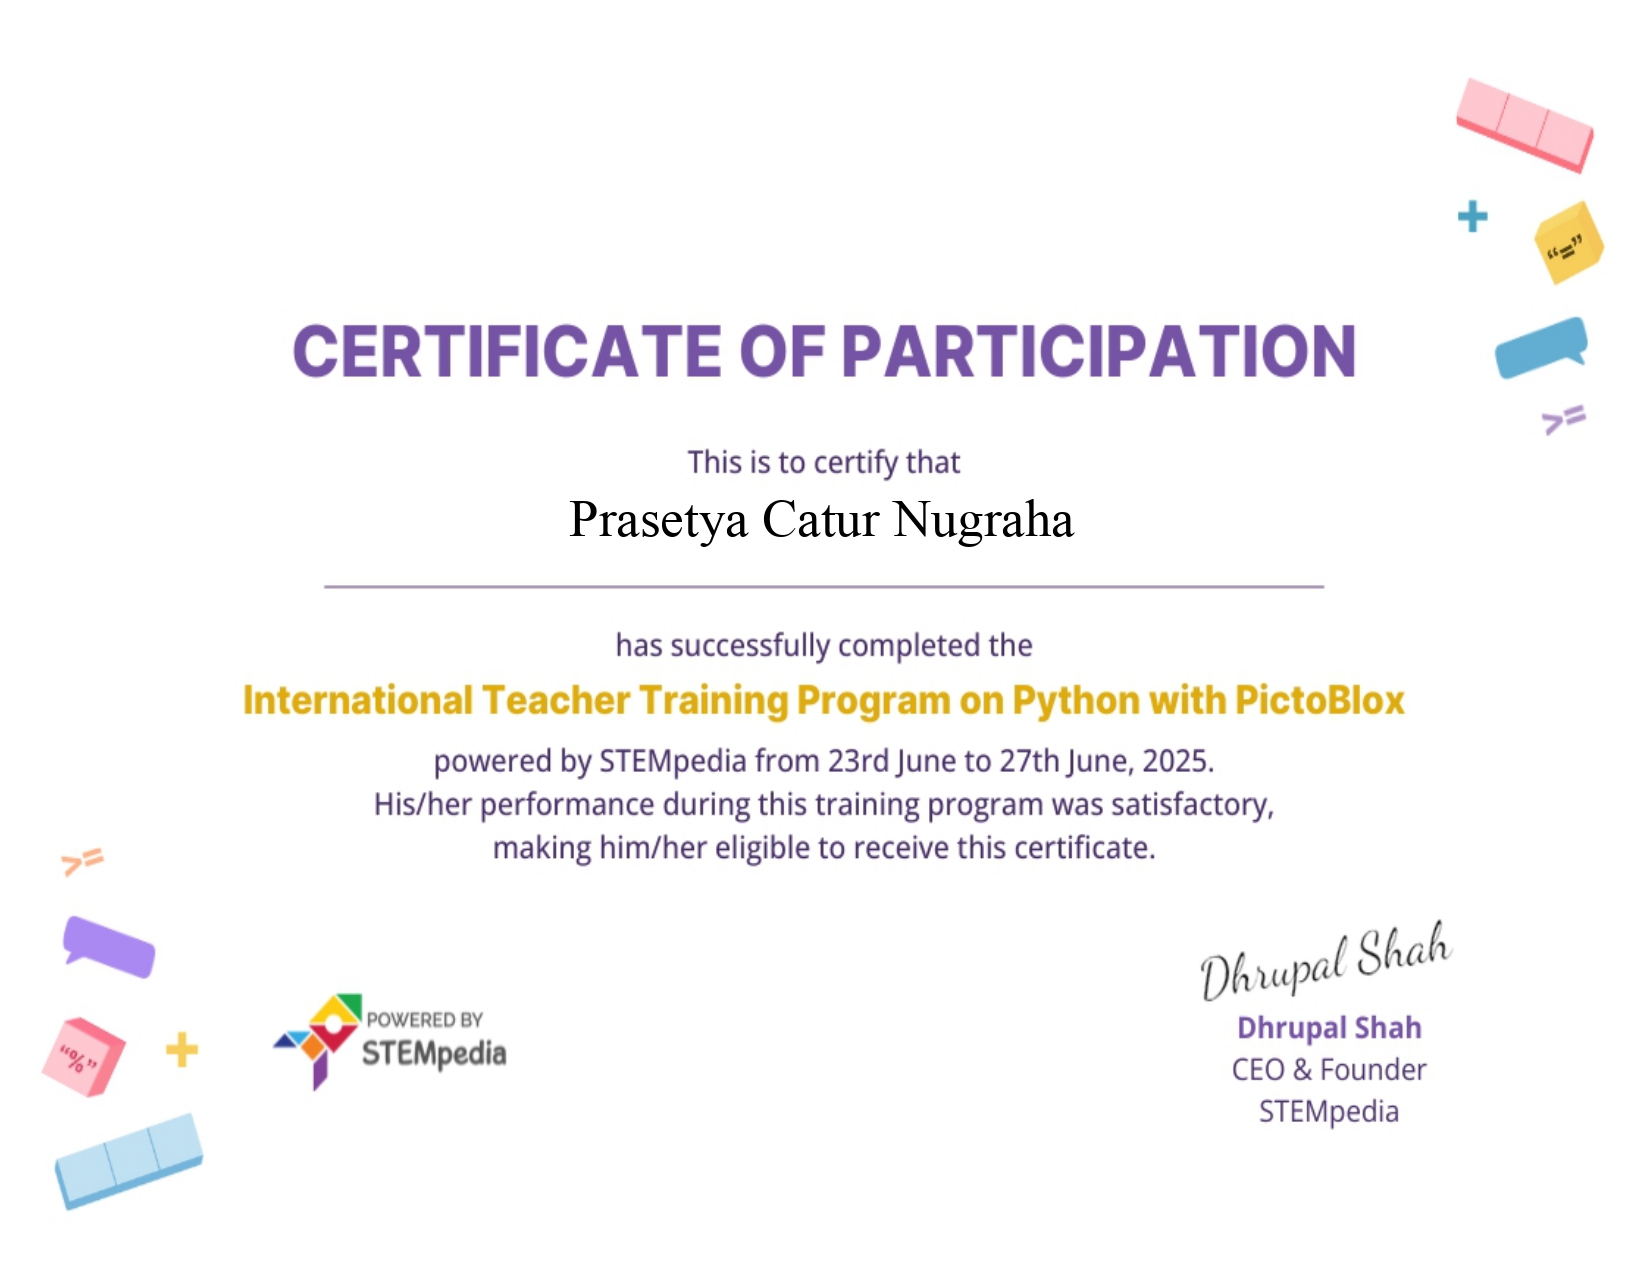 CERTIFICATE OF PARTICIPATION
This is to certify that
Prasetya Catur Nugraha
has successfully completed the
International Teacher Training Program on Python with PictoBlox
powered by STEMpedia from 23rd June to 27th June, 2025.
His/her performance during this training program was satisfactory,
making him/her eligible to receive this certificate.
+
“=”
>=
>=
“%”
+
POWERED BY
STEMpedia
Dhrupal Shah
Dhrupal Shah
CEO & Founder
STEMpedia